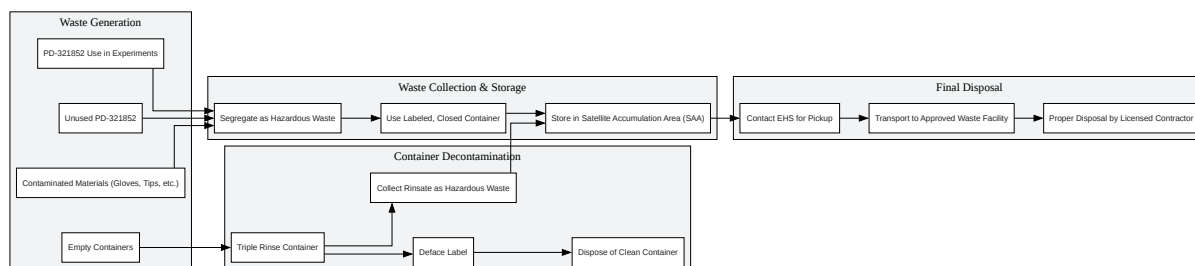 Waste Generation
PD-321852 Use in Experiments
Unused PD-321852
Contaminated Materials (Gloves, Tips, etc.)
Empty Containers
Waste Collection & Storage
Segregate as Hazardous Waste
Use Labeled, Closed Container
Store in Satellite Accumulation Area (SAA)
Container Decontamination
Collect Rinsate as Hazardous Waste
Triple Rinse Container
Deface Label
Dispose of Clean Container
Final Disposal
Contact EHS for Pickup
Transport to Approved Waste Facility
Proper Disposal by Licensed Contractor